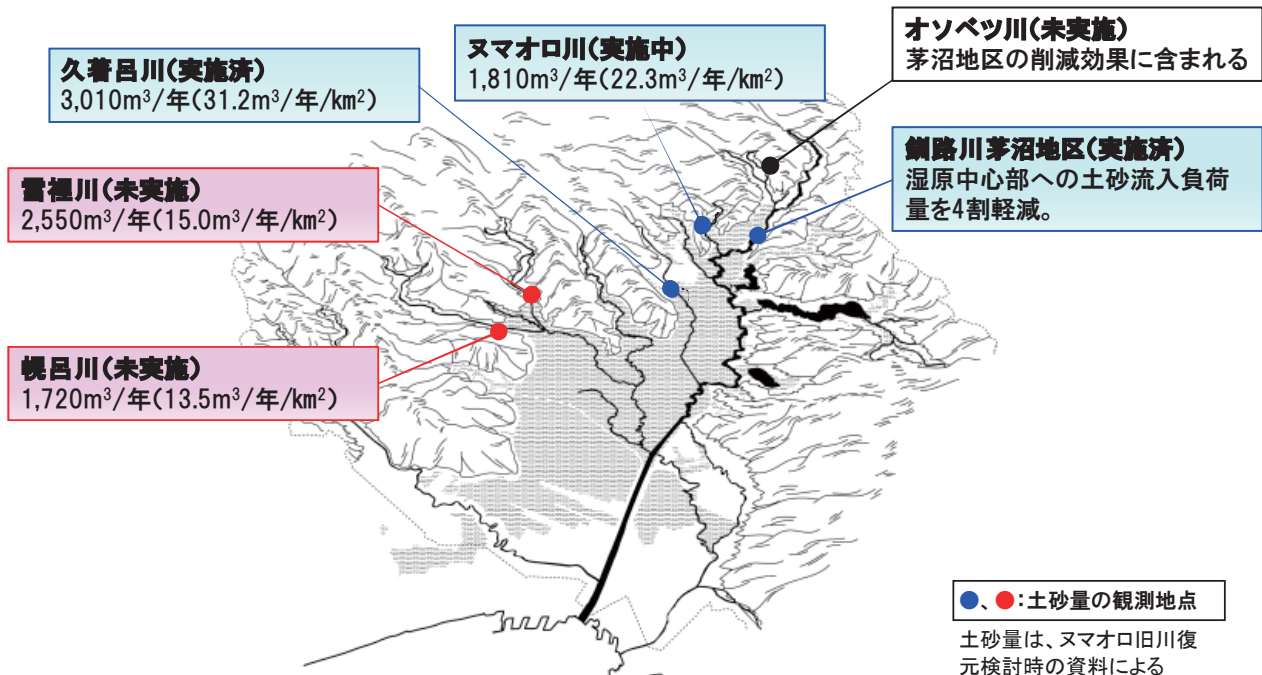 久著呂川(実施済)
3,010m³/年(31.2m³/年/km²)
ヌマオロ川(実施中)
1,810m³/年(22.3m³/年/km²)
オソベツ川(未実施)
茅沼地区の削減効果に含まれる
釧路川茅沼地区(実施済)
湿原中心部への土砂流入負荷
量を4割軽減。
雪裡川(未実施)
2,550m³/年(15.0m³/年/km²)
幌呂川(未実施)
1,720m³/年(13.5m³/年/km²)
●、●:土砂量の観測地点
土砂量は、ヌマオロ旧川復
元検討時の資料による